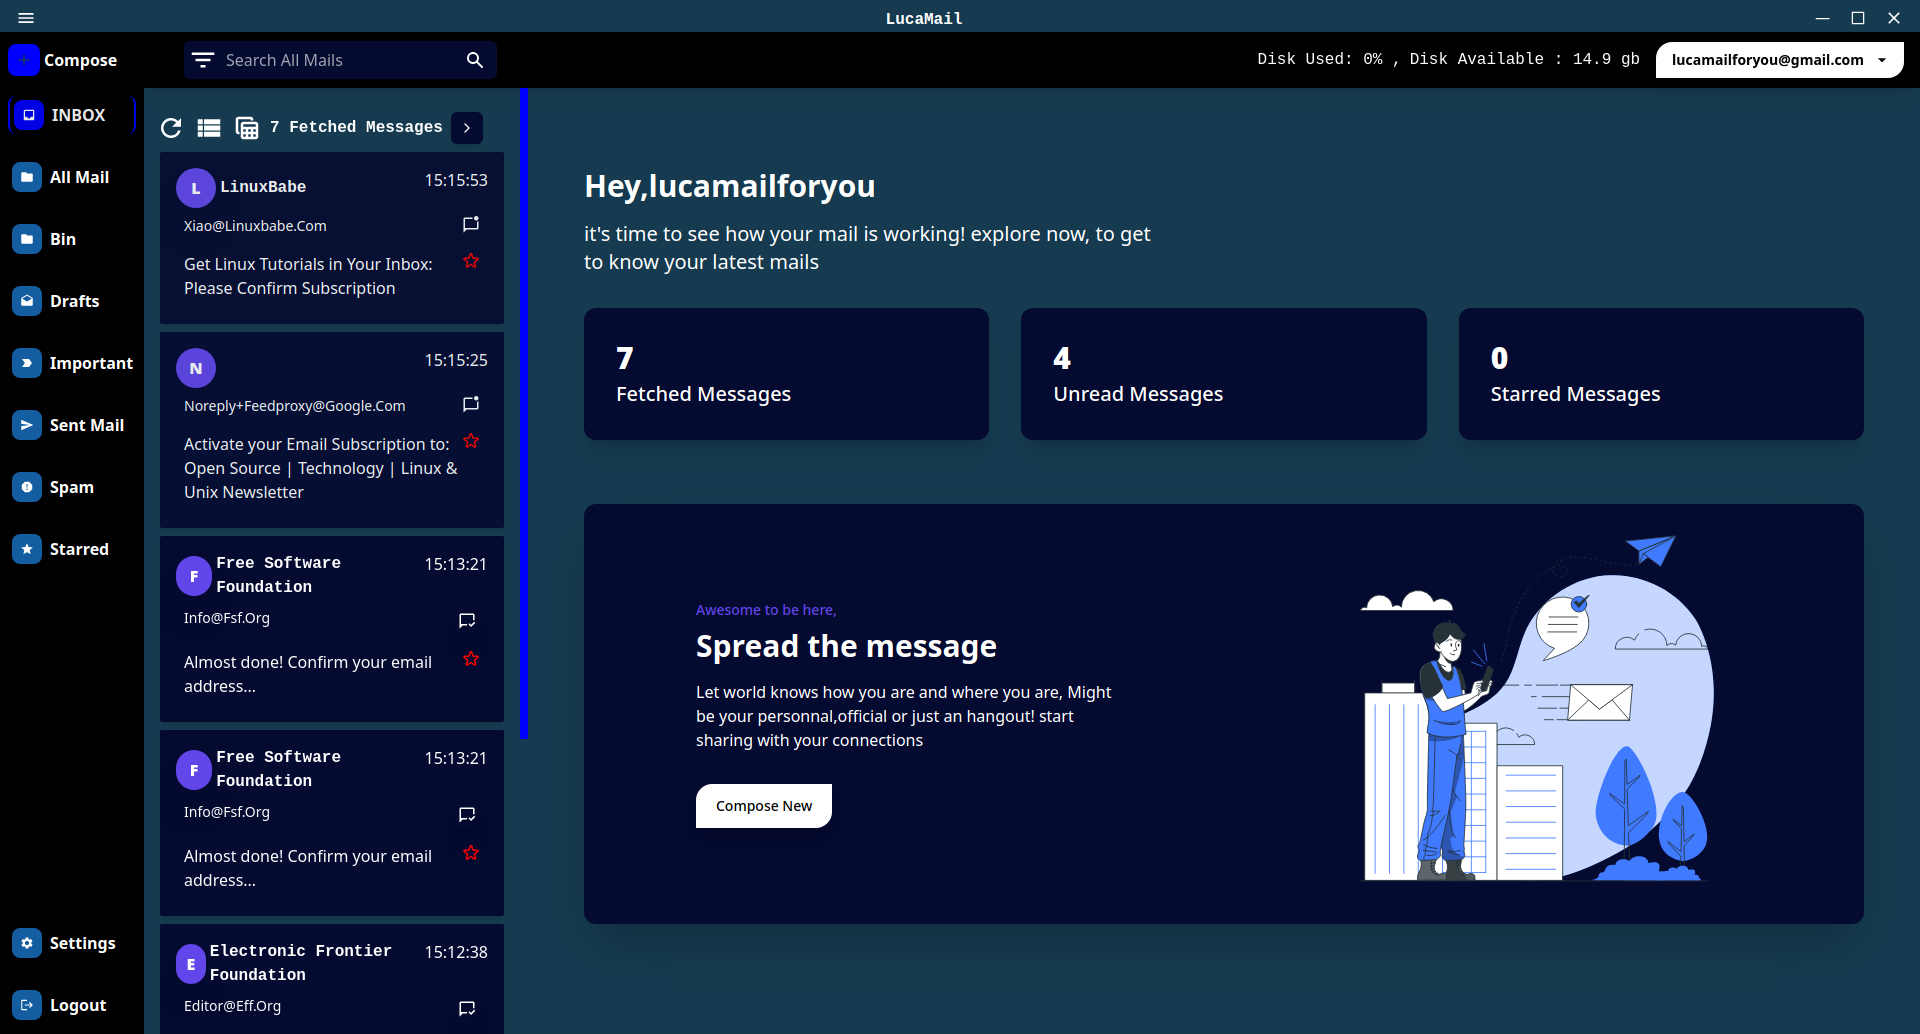 LucaMail
Compose
Search All Mails
Disk Used: 0% , Disk Available : 14.9 gb
lucamailforyou@gmail.com
INBOX
All Mail
Bin
Drafts
Important
Sent Mail
Spam
Starred
Settings
Logout
7 Fetched Messages
L
LinuxBabe
15:15:53
Xiao@Linuxbabe.Com
Get Linux Tutorials in Your Inbox:
Please Confirm Subscription
N
15:15:25
Noreply+Feedproxy@Google.Com
Activate your Email Subscription to:
Open Source | Technology | Linux &
Unix Newsletter
F
Free Software
Foundation
15:13:21
Info@Fsf.Org
Almost done! Confirm your email
address...
F
Free Software
Foundation
15:13:21
Info@Fsf.Org
Almost done! Confirm your email
address...
E
Electronic Frontier
Foundation
15:12:38
Editor@Eff.Org
Hey,lucamailforyou
it's time to see how your mail is working! explore now, to get
to know your latest mails
7
Fetched Messages
4
Unread Messages
0
Starred Messages
Awesome to be here,
Spread the message
Let world knows how you are and where you are, Might
be your personnal,official or just an hangout! start
sharing with your connections
Compose New